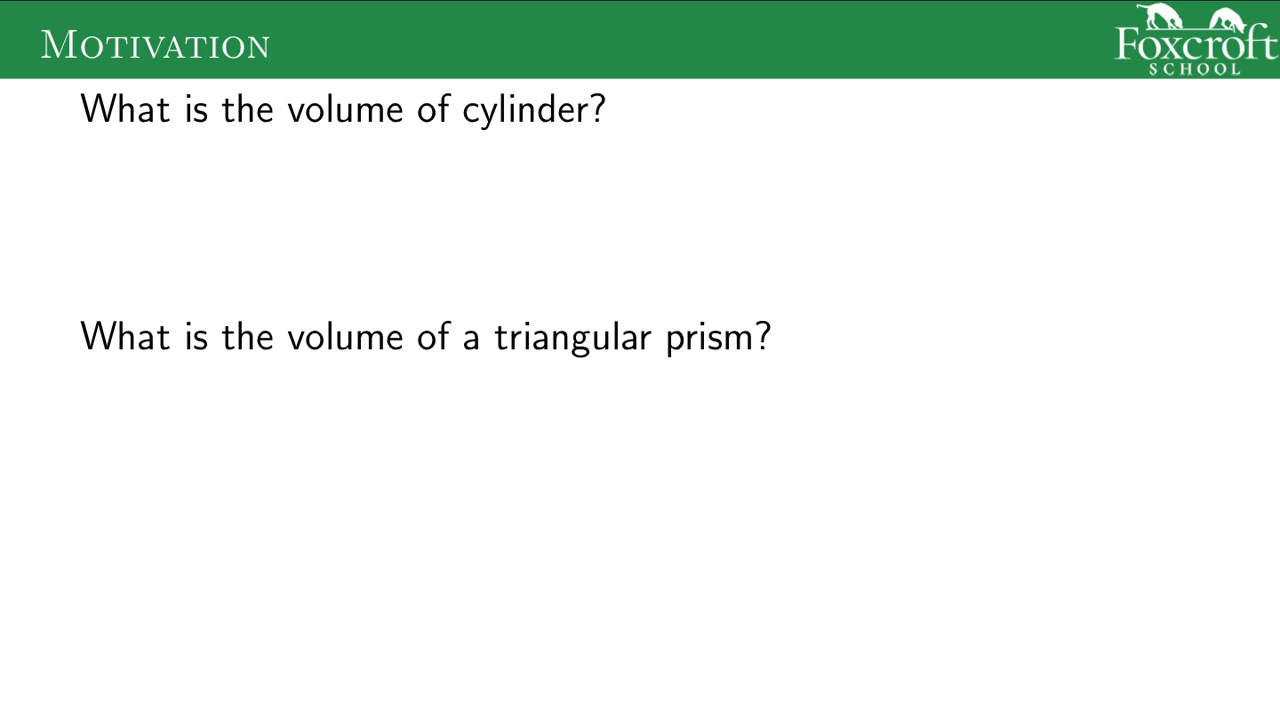 Motivation
Foxcroft
SCHOOL
What is the volume of cylinder?
What is the volume of a triangular prism?